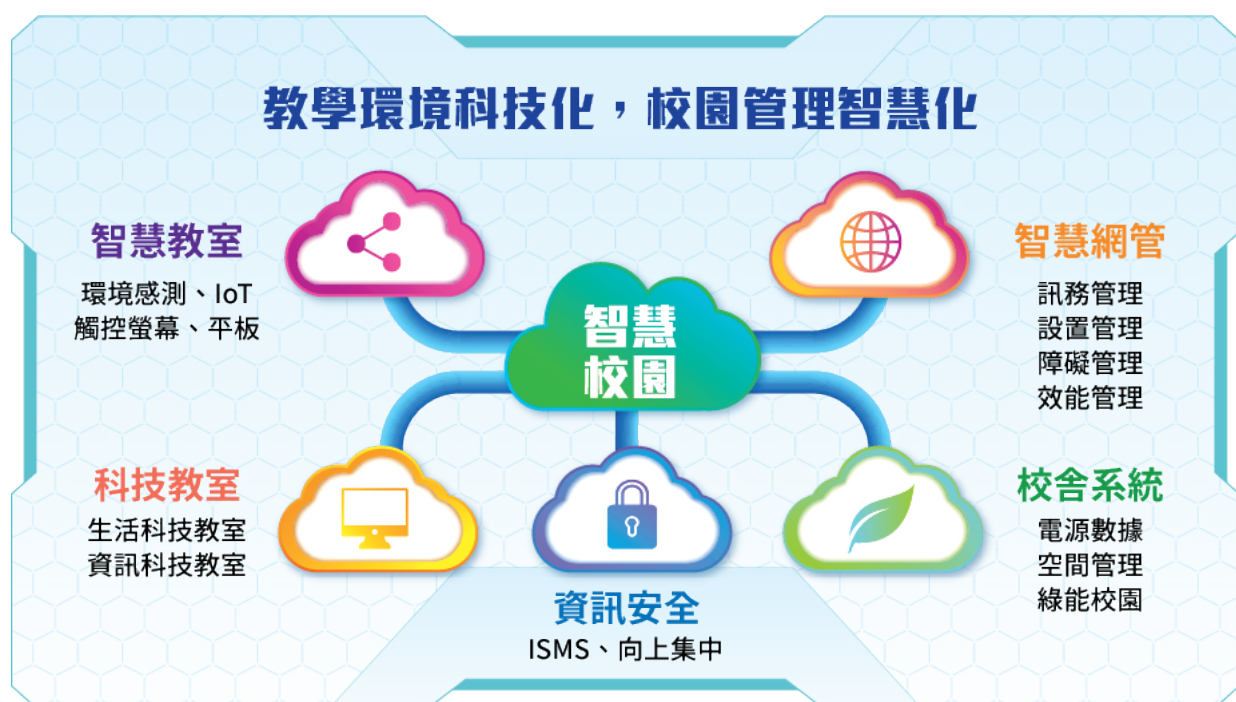 教學環境科技化，校園管理智慧化
智慧教室
環境感測、IoT
觸控螢幕、平板
智慧網管
訊務管理
設置管理
障礙管理
效能管理
智慧
校園
科技教室
生活科技教室
資訊科技教室
資訊安全
ISMS、向上集中
校舍系統
電源數據
空間管理
綠能校園